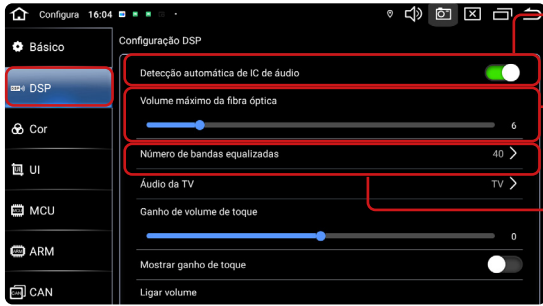 Configura 16:04
Configuração DSP
Básico
DSP
Cor
UI
MCU
ARM
CAN
Detecção automática de IC de áudio
Volume máximo da fibra óptica
6
Número de bandas equalizadas 40
Áudio da TV TV
Ganho de volume de toque
0
Mostrar ganho de toque
Ligar volume